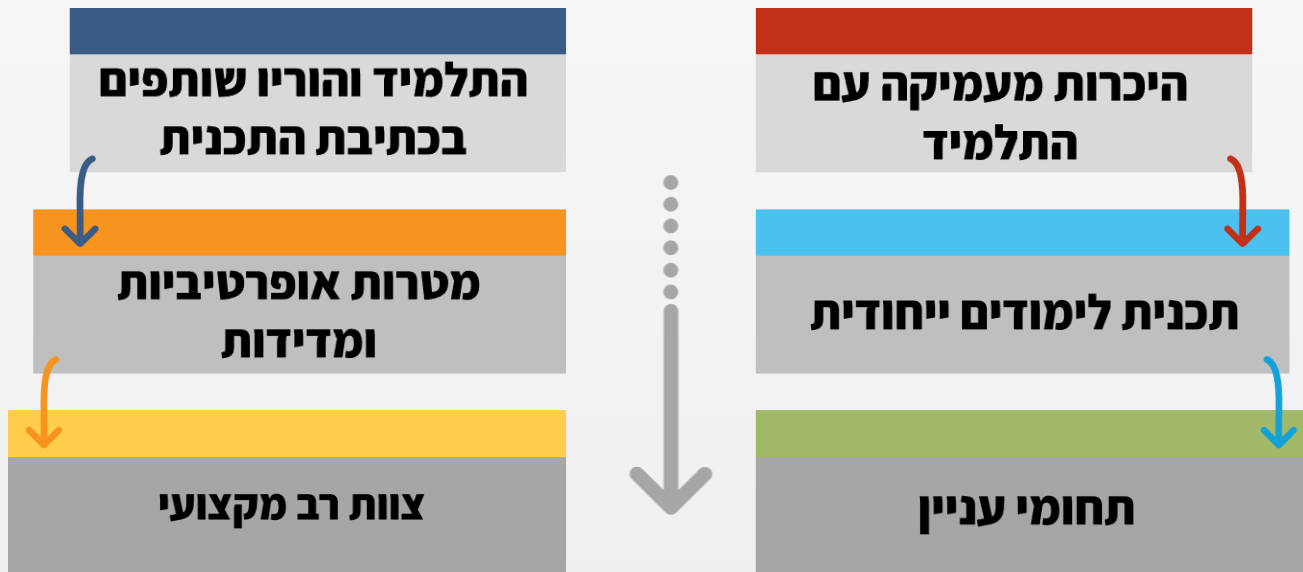 היכרות מעמיקה עם
התלמיד
תכנית לימודים ייחודית
תחומי עניין
התלמיד והוריו שותפים
בכתיבת התכנית
מטרות אופרטיביות
ומדידות
צוות רב מקצועי